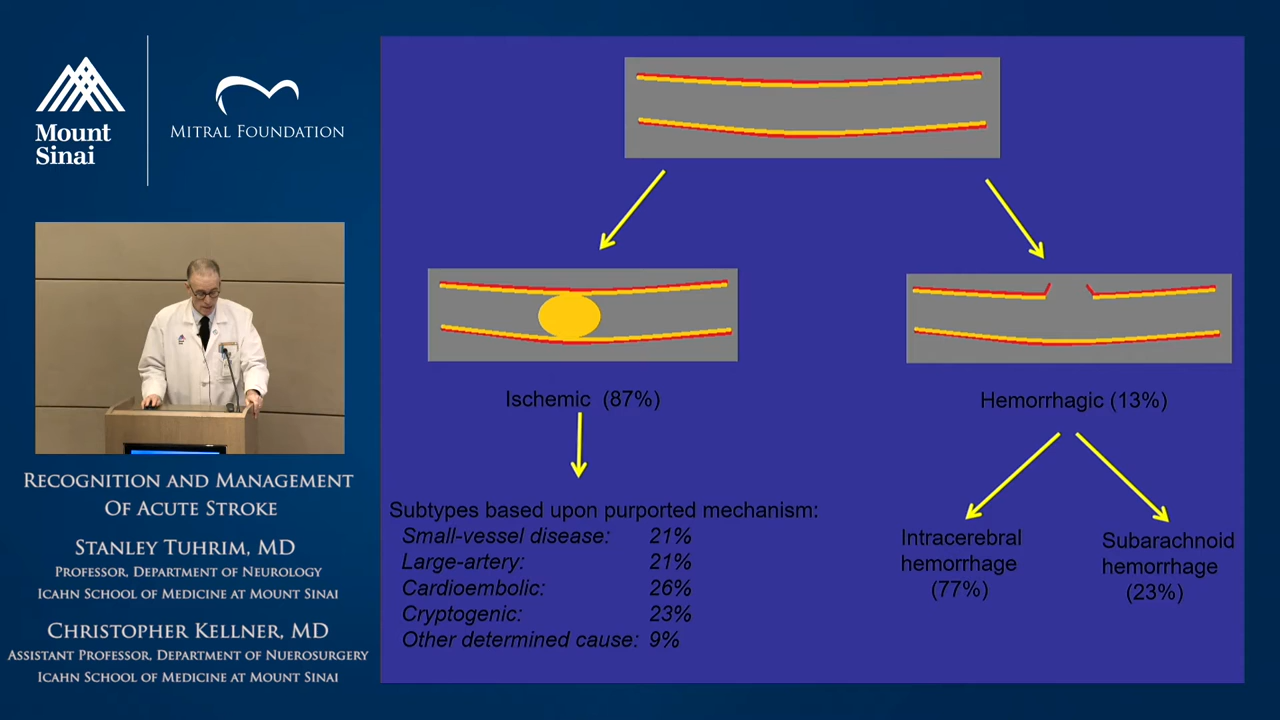 Mount
Sinai
MITRAL FOUNDATION
RECOGNITION AND MANAGEMENT
OF ACUTE STROKE
STANLEY TUHRIM, MD
PROFESSOR, DEPARTMENT OF NEUROLOGY
ICAHN SCHOOL OF MEDICINE AT MOUNT SINAI
CHRISTOPHER KELLNER, MD
ASSISTANT PROFESSOR, DEPARTMENT OF NUEROSURGERY
ICAHN SCHOOL OF MEDICINE AT MOUNT SINAI
Ischemic (87%)
Hemorrhagic (13%)
Subtypes based upon purported mechanism:
Small-vessel disease: 21%
Large-artery: 21%
Cardioembolic: 26%
Cryptogenic: 23%
Other determined cause: 9%
Intracerebral
hemorrhage
(77%)
Subarachnoid
hemorrhage
(23%)